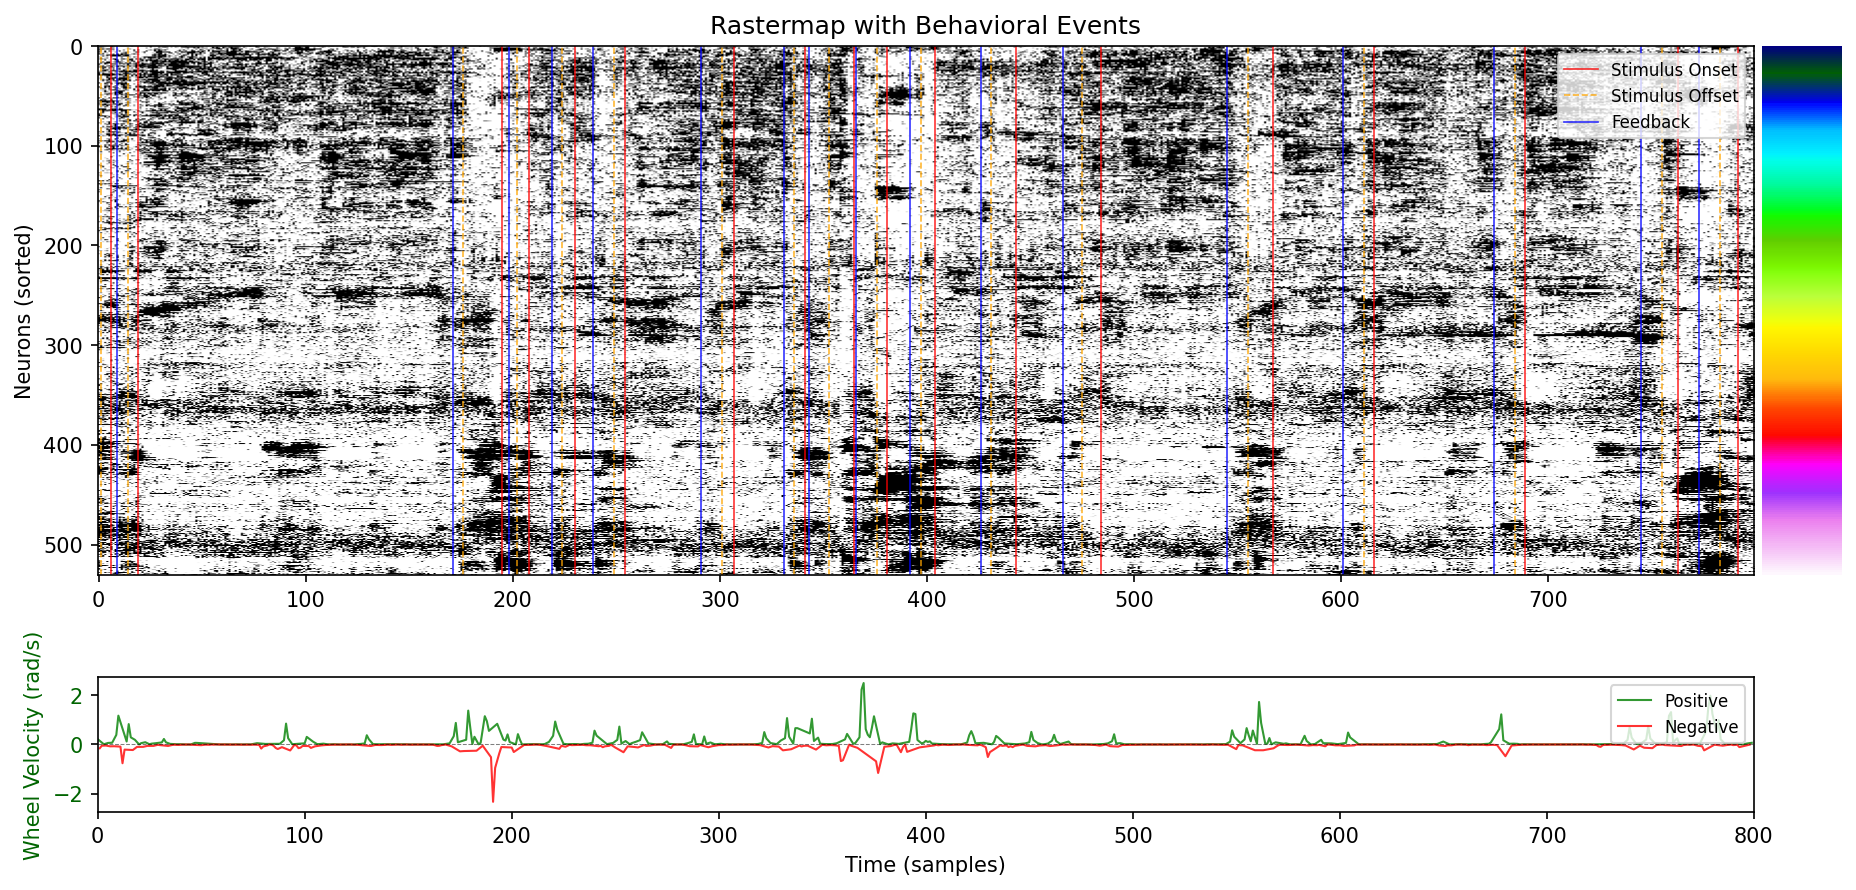 Rastermap with Behavioral Events
Neurons (sorted)
0
100
200
300
400
500
Stimulus Onset
Stimulus Offset
Feedback
0 100 200 300 400 500 600 700
Wheel Velocity (rad/s)
2
0
−2
Positive
Negative
0 100 200 300 400 500 600 700 800
Time (samples)